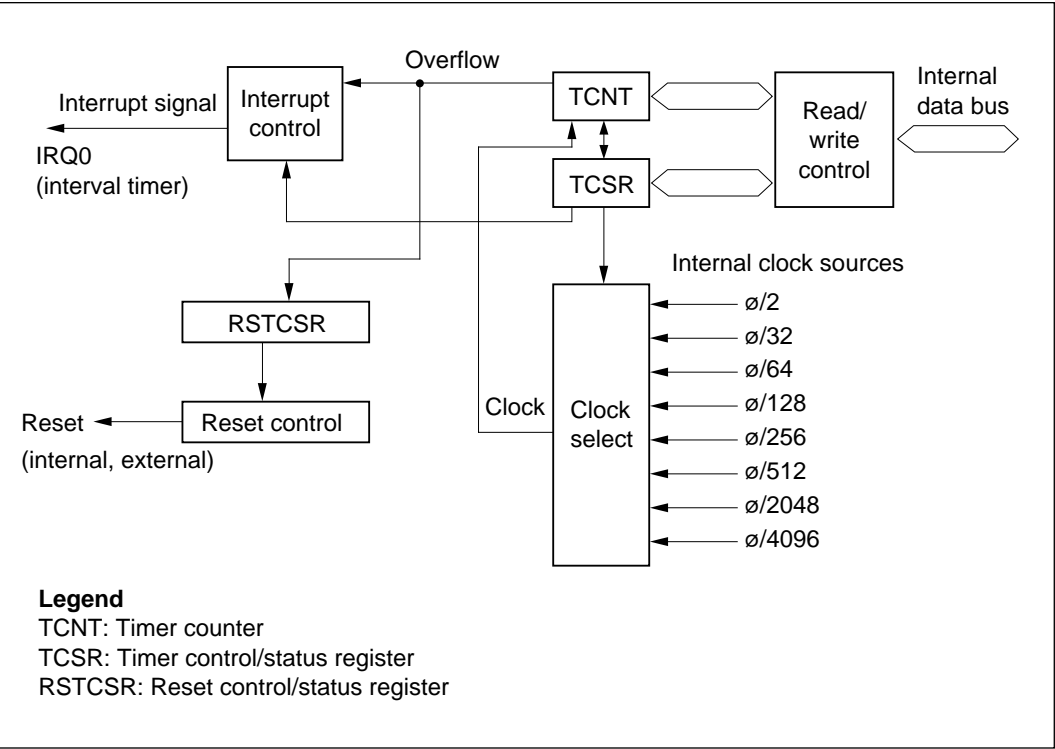 Overflow
Interrupt signal
IRQ0
(interval timer)
Interrupt
control
TCNT
TCSR
Read/
write
control
Internal
data bus
RSTCSR
Reset control
Reset
(internal, external)
Clock
Clock
select
Internal clock sources
ø/2
ø/32
ø/64
ø/128
ø/256
ø/512
ø/2048
ø/4096
Legend
TCNT: Timer counter
TCSR: Timer control/status register
RSTCSR: Reset control/status register